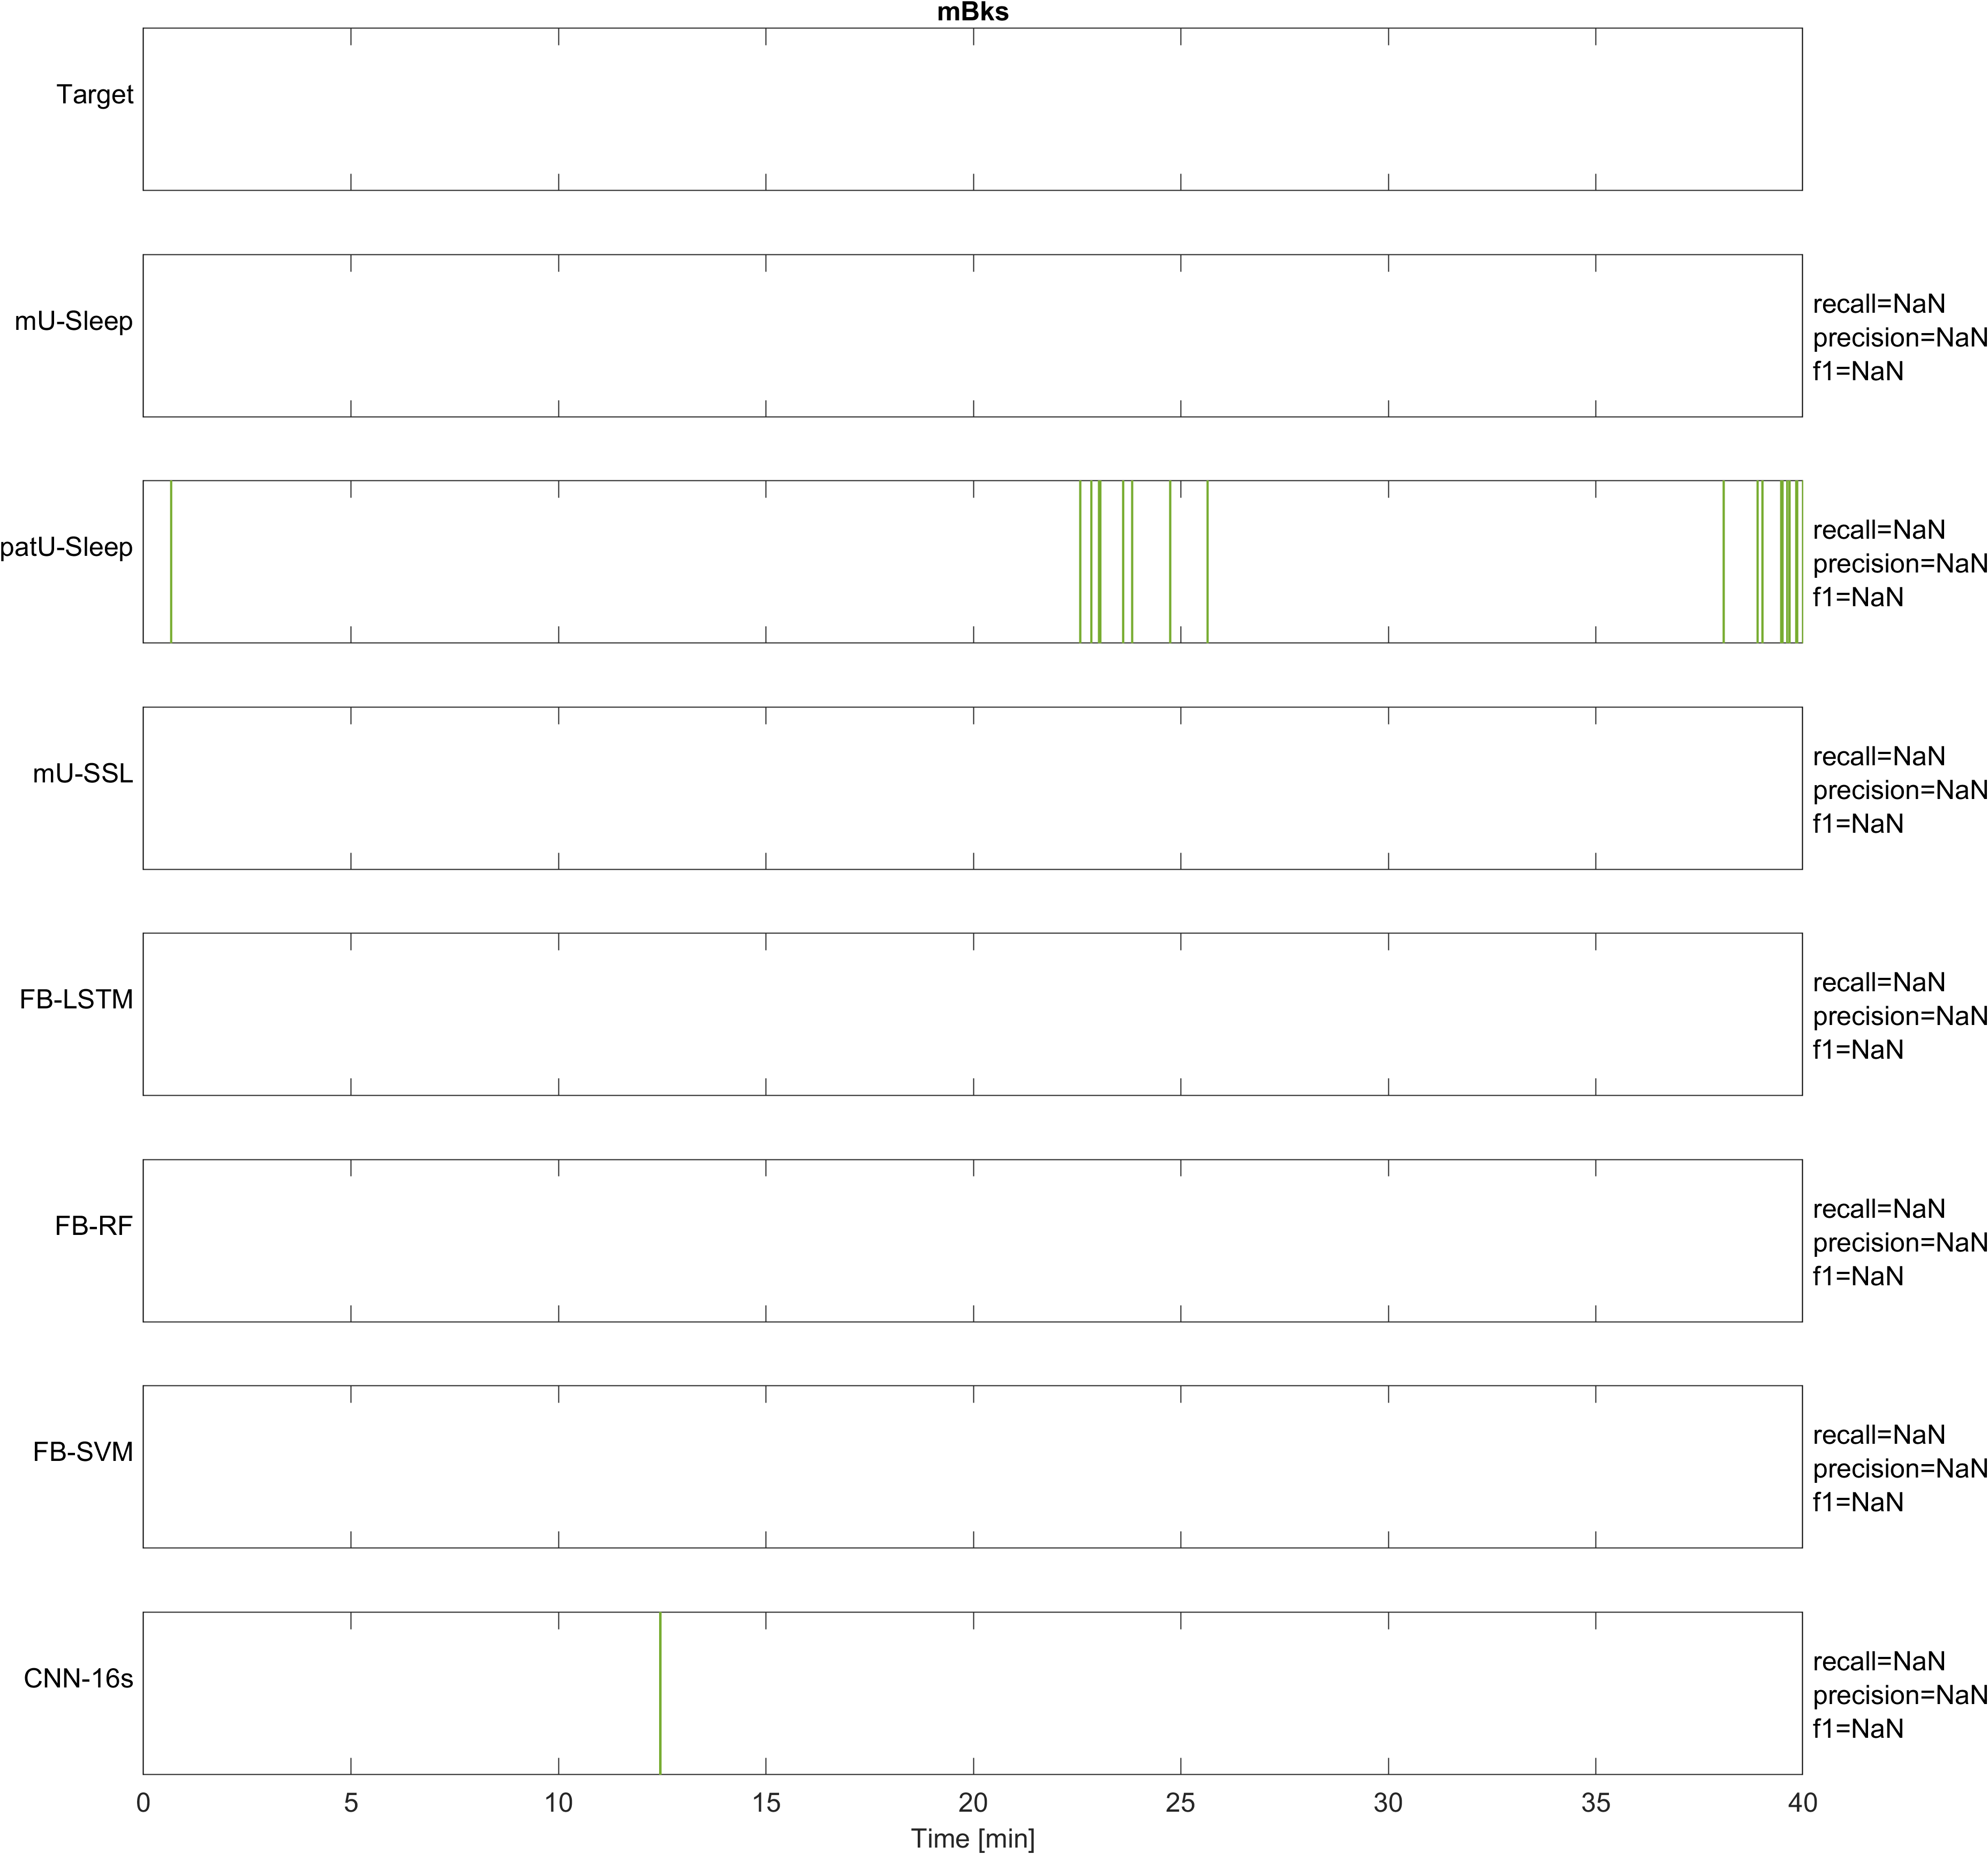 mBks
Target
mU-Sleep
recall=NaN
precision=NaN
f1=NaN
patU-Sleep
recall=NaN
precision=NaN
f1=NaN
mU-SSL
recall=NaN
precision=NaN
f1=NaN
FB-LSTM
recall=NaN
precision=NaN
f1=NaN
FB-RF
recall=NaN
precision=NaN
f1=NaN
FB-SVM
recall=NaN
precision=NaN
f1=NaN
CNN-16s
recall=NaN
precision=NaN
f1=NaN
0 5 10 15 20 25 30 35 40
Time [min]